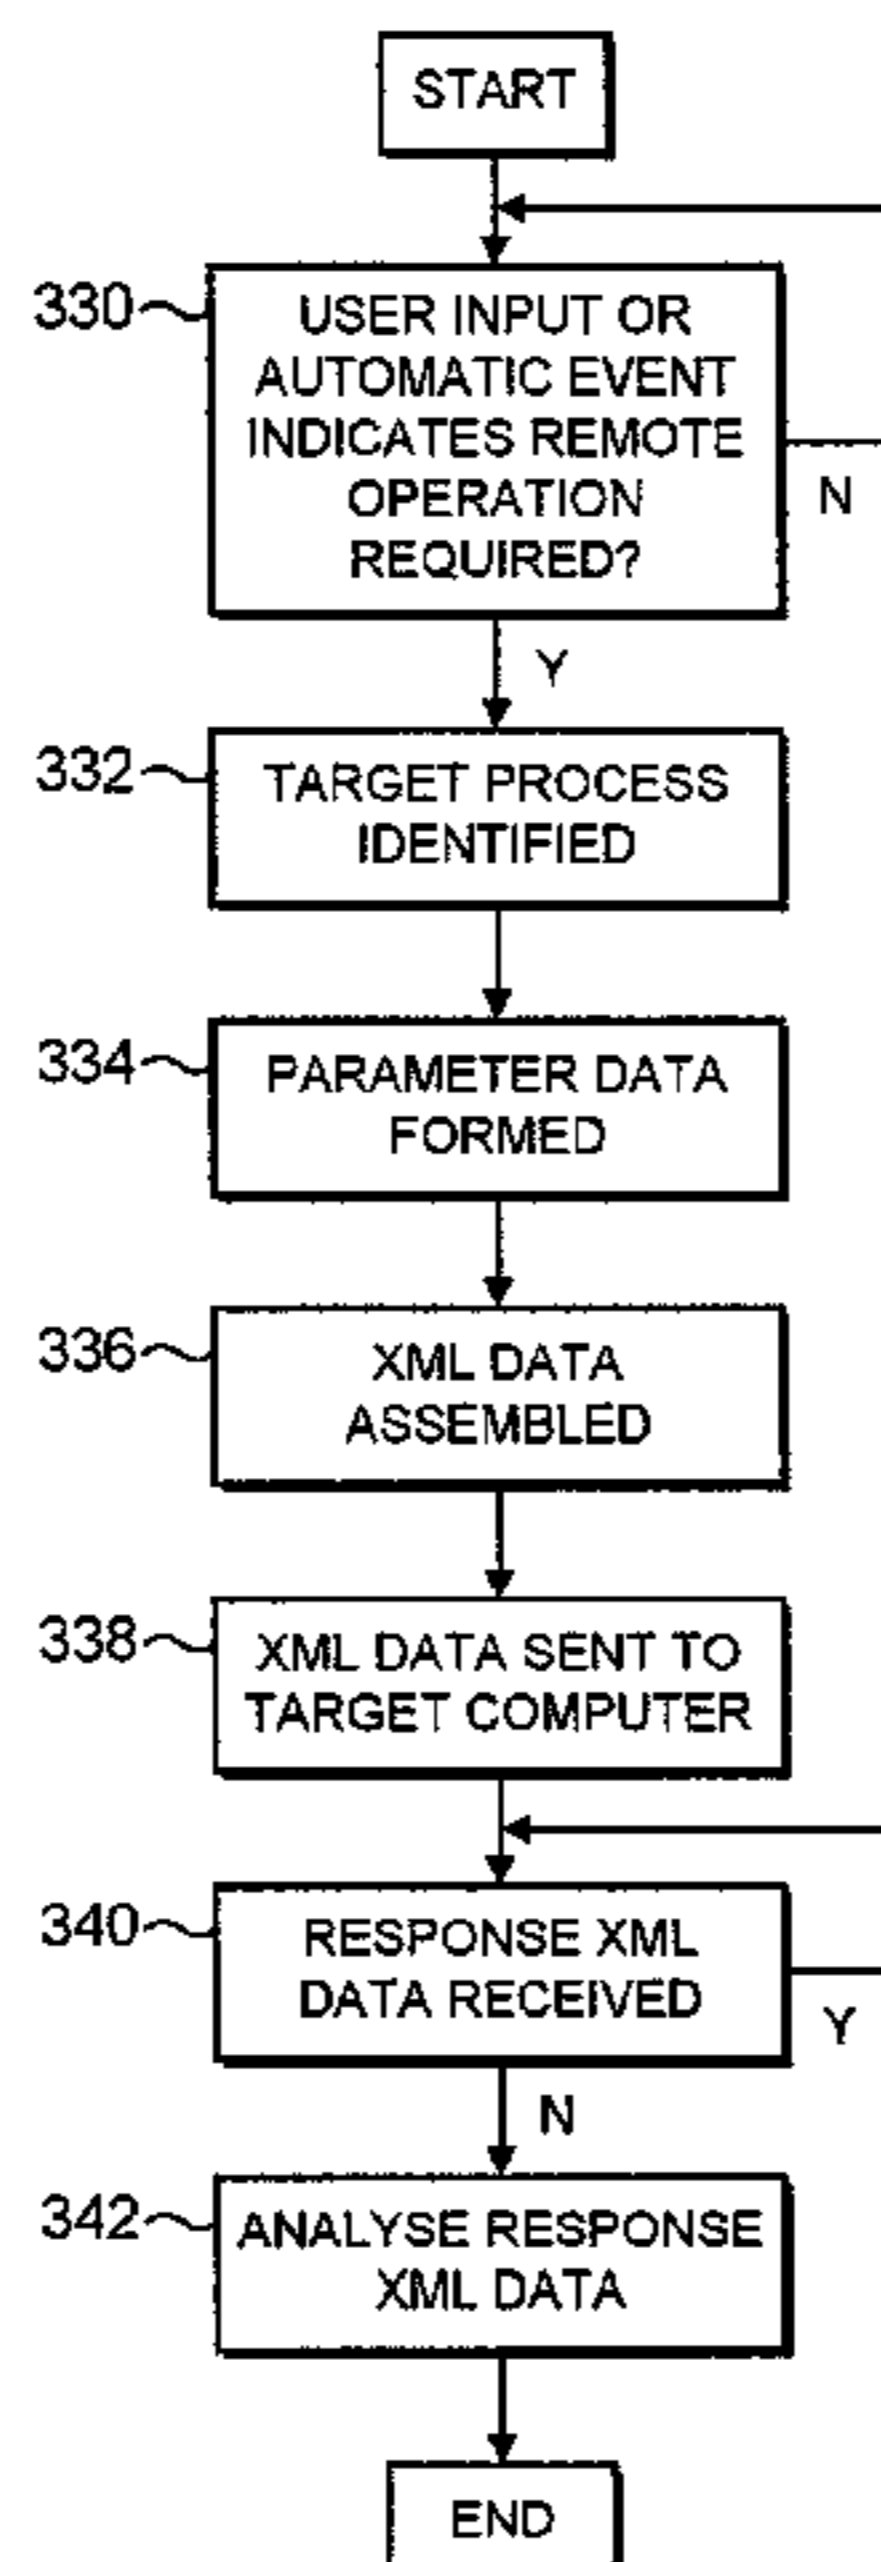 START
330
USER INPUT OR
AUTOMATIC EVENT
INDICATES REMOTE
OPERATION
REQUIRED?
N
Y
332
TARGET PROCESS
IDENTIFIED
334
PARAMETER DATA
FORMED
336
XML DATA
ASSEMBLED
338
XML DATA SENT TO
TARGET COMPUTER
340
RESPONSE XML
DATA RECEIVED
Y
N
342
ANALYSE RESPONSE
XML DATA
END